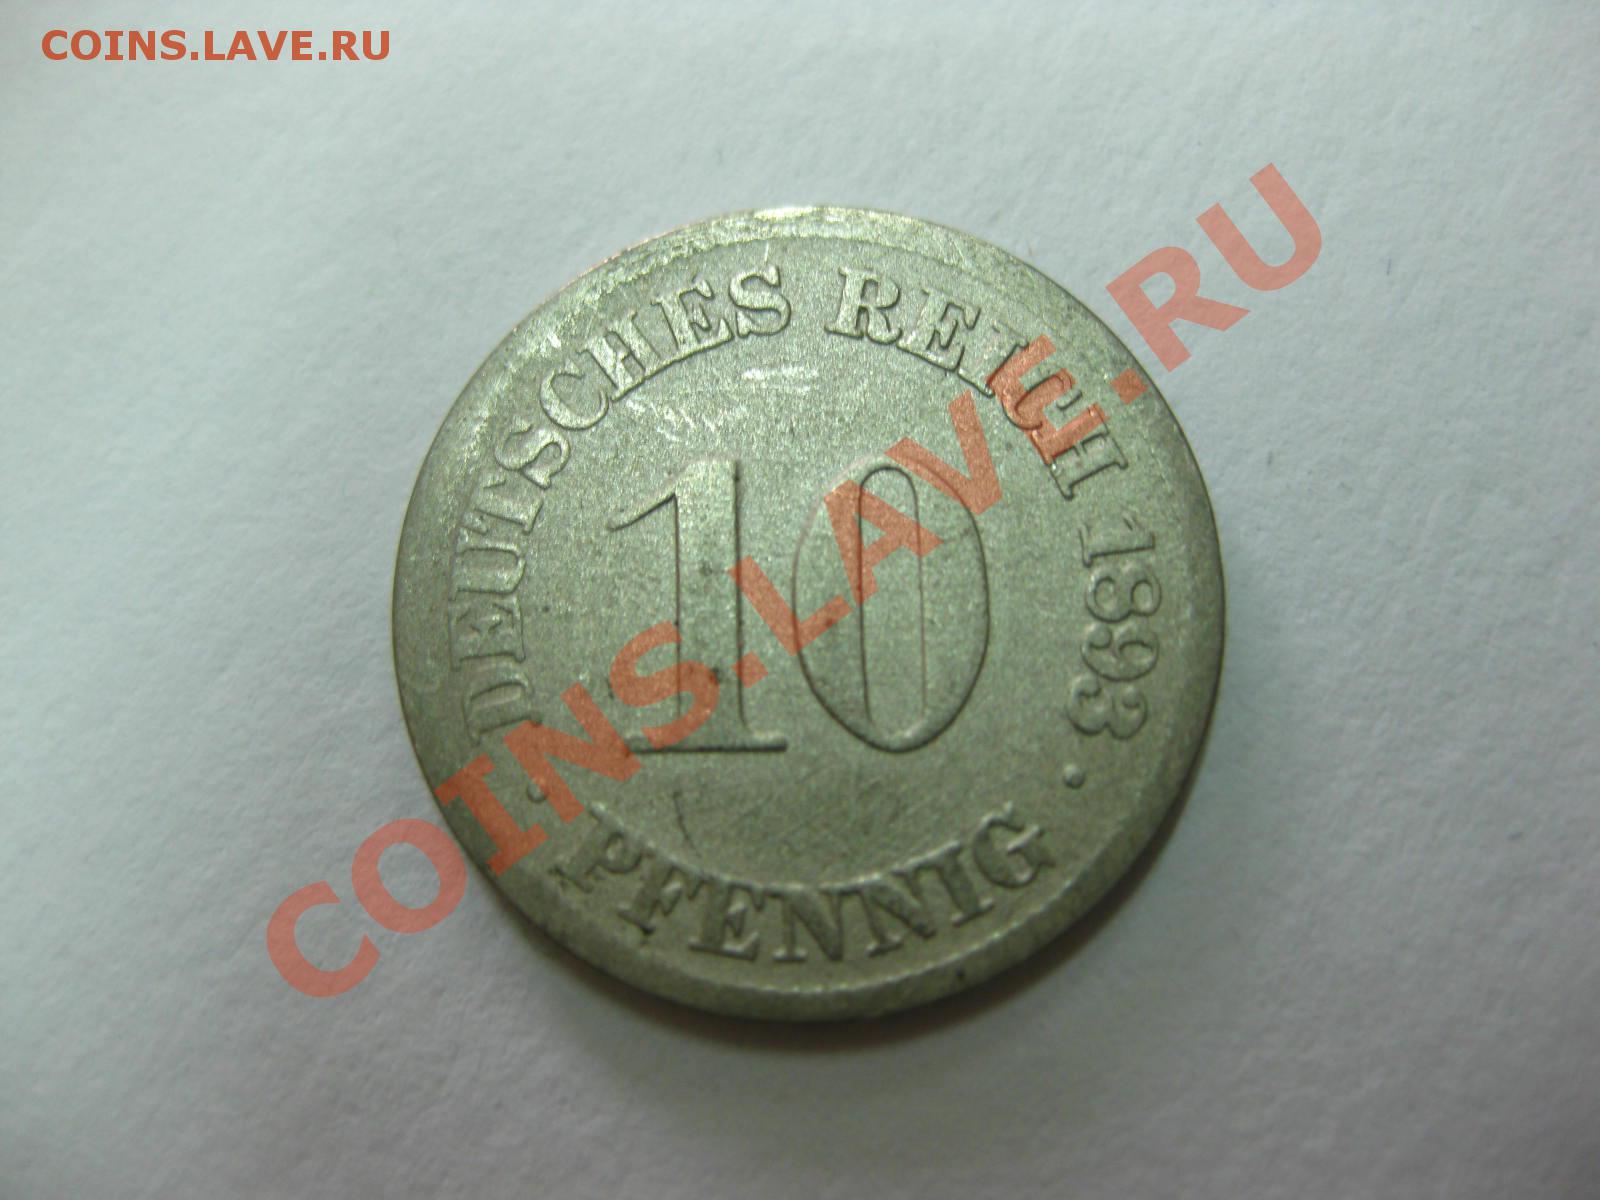 COINS.LAVE.RU
DEUTSCHES REICH 1893
10
· PFENNIG ·
COINS.LAVE.RU